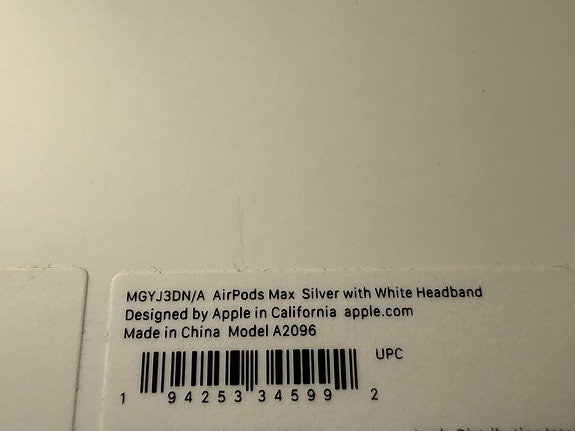 MGYJ3DN/A AirPods Max Silver with White Headband
Designed by Apple in California apple.com
Made in China Model A2096
UPC
1 94253 34599 2